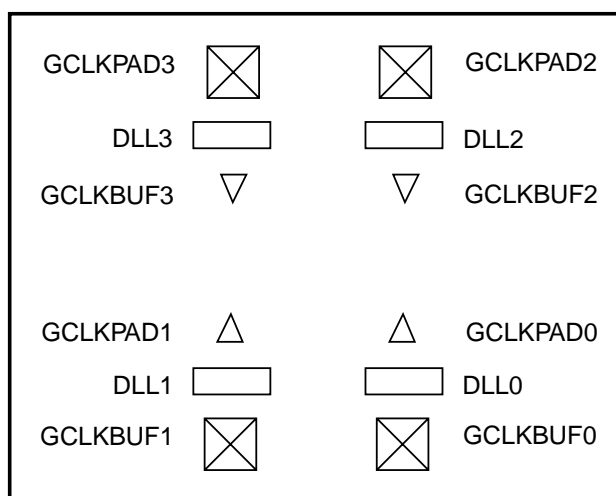 GCLKPAD3 GCLKPAD2
DLL3 DLL2
GCLKBUF3 GCLKBUF2
GCLKPAD1 GCLKPAD0
DLL1 DLL0
GCLKBUF1 GCLKBUF0